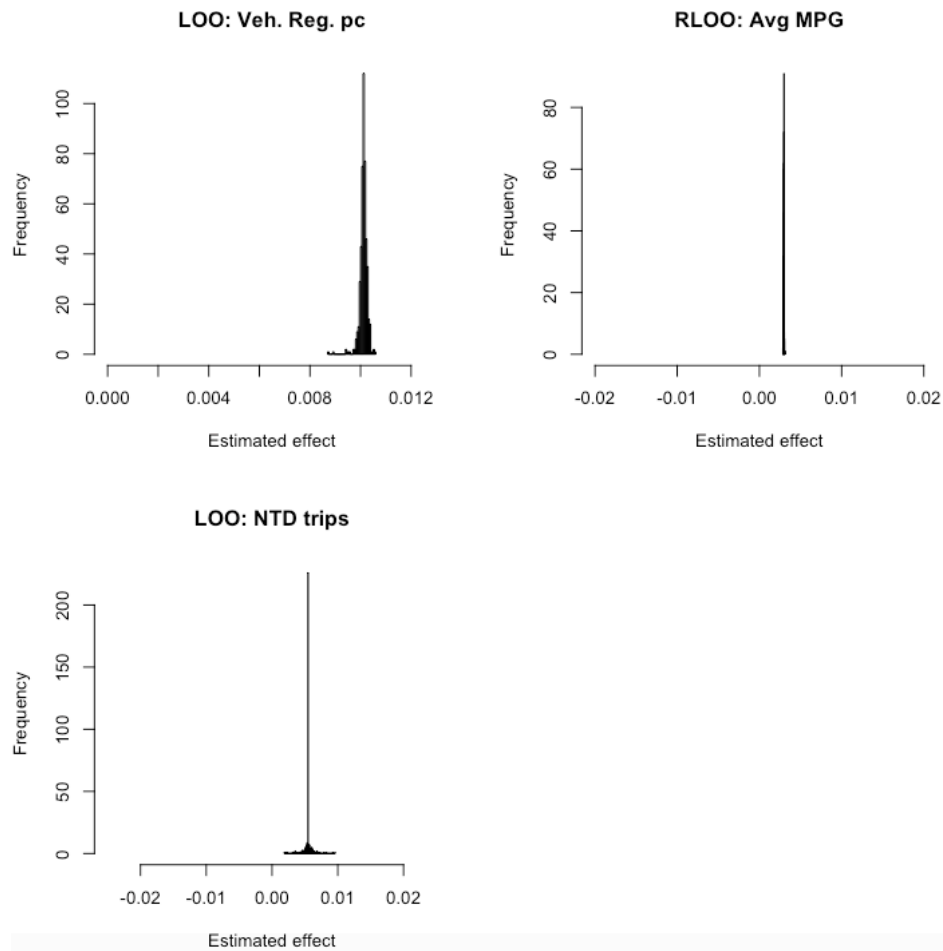 LOO: Veh. Reg. pc
Frequency
0 20 40 60 80 100
0.000 0.004 0.008 0.012
Estimated effect
RLOO: Avg MPG
Frequency
0 20 40 60 80
-0.02 -0.01 0.00 0.01 0.02
Estimated effect
LOO: NTD trips
Frequency
0 50 100 150 200
-0.02 -0.01 0.00 0.01 0.02
Estimated effect